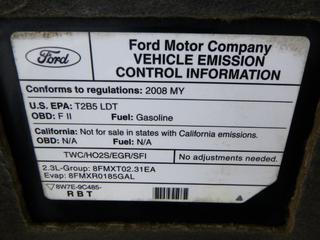 Ford
Ford Motor Company
VEHICLE EMISSION
CONTROL INFORMATION
Conforms to regulations: 2008 MY
U.S. EPA: T2B5 LDT
OBD: F II Fuel: Gasoline
California: Not for sale in states with California emissions.
OBD: N/A Fuel: N/A
TWC/HO2S/EGR/SFI No adjustments needed.
2.3L-Group: 8FMXT02.31EA
Evap: 8FMXR0185GAL
8W7E-9C485-
RBT